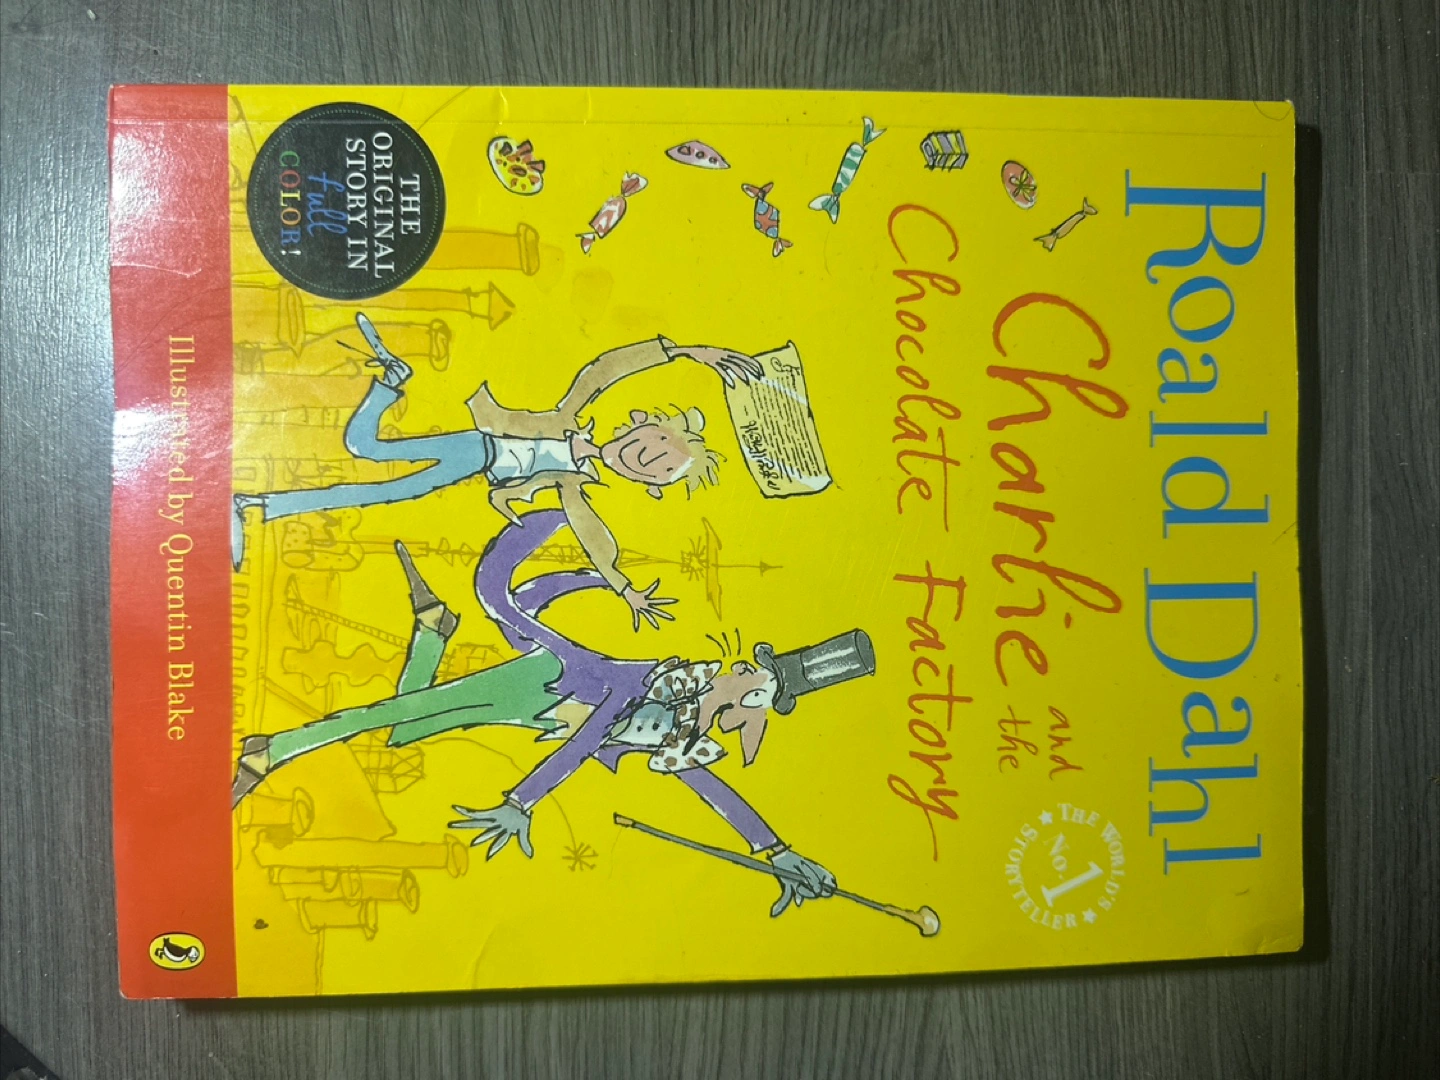 Roald Dahl
Charlie
and
the
Chocolate Factory
THE WORLD'S
No. 1
STORYTELLER
THE
ORIGINAL
STORY IN
full
COLOR!
Illustrated by Quentin Blake